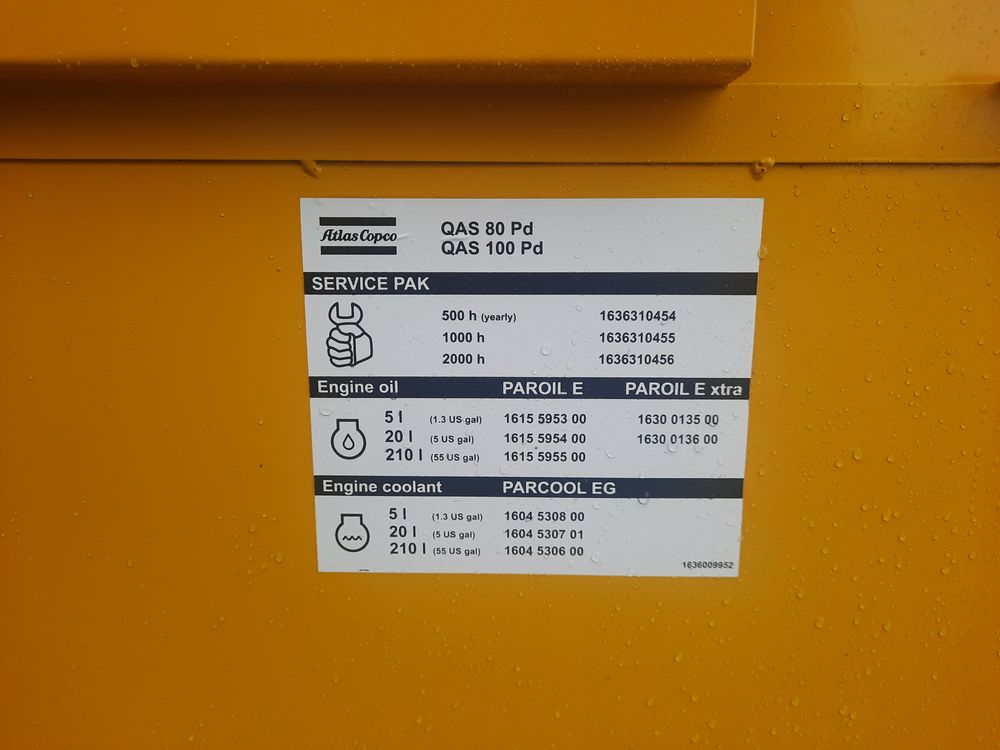 Atlas Copco
QAS 80 Pd
QAS 100 Pd
SERVICE PAK
500 h (yearly) 1636310454
1000 h 1636310455
2000 h 1636310456
Engine oil PAROIL E PAROIL E xtra
5 l (1.3 US gal) 1615 5953 00 1630 0135 00
20 l (5 US gal) 1615 5954 00 1630 0136 00
210 l (55 US gal) 1615 5955 00
Engine coolant PARCOOL EG
5 l (1.3 US gal) 1604 5308 00
20 l (5 US gal) 1604 5307 01
210 l (55 US gal) 1604 5306 00
1636009952